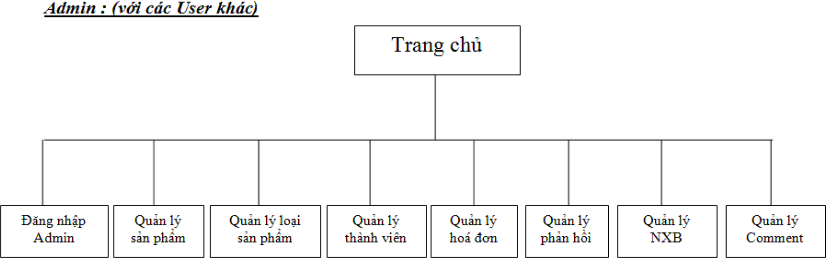 Admin : (với các User khác)
Trang chủ
Đăng nhập
Admin
Quản lý
sản phẩm
Quản lý loại
sản phẩm
Quản lý
thành viên
Quản lý
hoá đơn
Quản lý
phản hồi
Quản lý
NXB
Quản lý
Comment